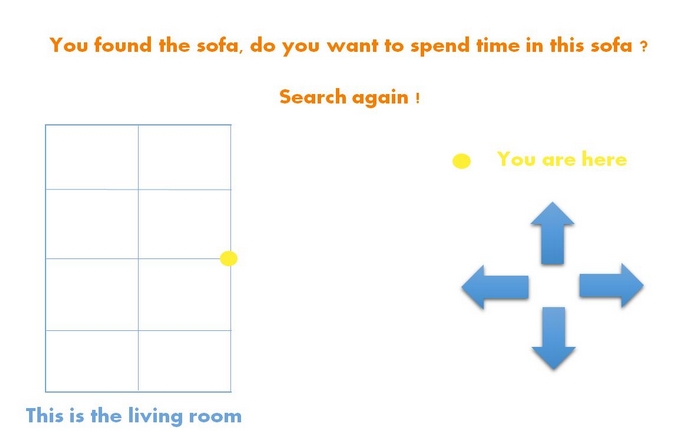 You found the sofa, do you want to spend time in this sofa ?
Search again !
You are here
This is the living room